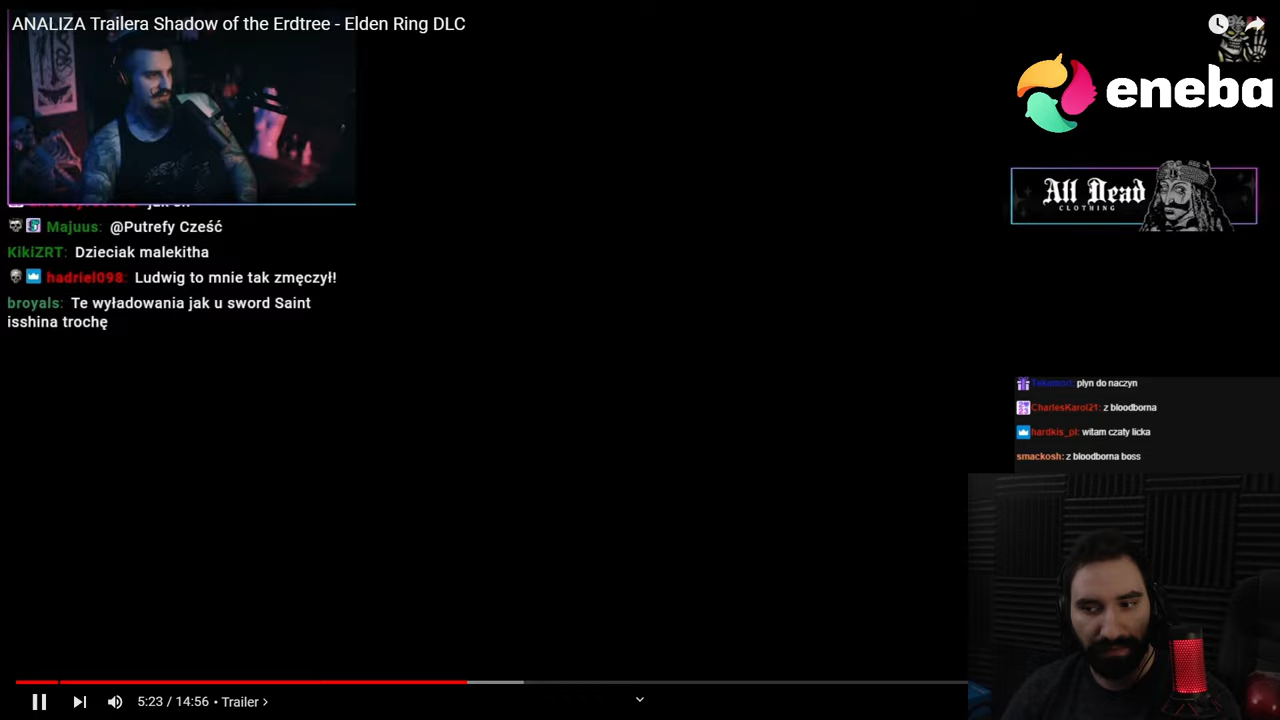 ANALIZA Trailera Shadow of the Erdtree - Elden Ring DLC
eneba
All Dead
CLOTHING
Majuus: @Putrefy Cześć
KikiZRT: Dzieciak malekitha
hadriel098: Ludwig to mnie tak zmęczył!
broyals: Te wyładowania jak u sword Saint
isshina trochę
plyn do naczyn
CharlesKarol21: z bloodborna
hardkis_pl: witam czaty licka
smackosh: z bloodborna boss
5:23 / 14:56 • Trailer